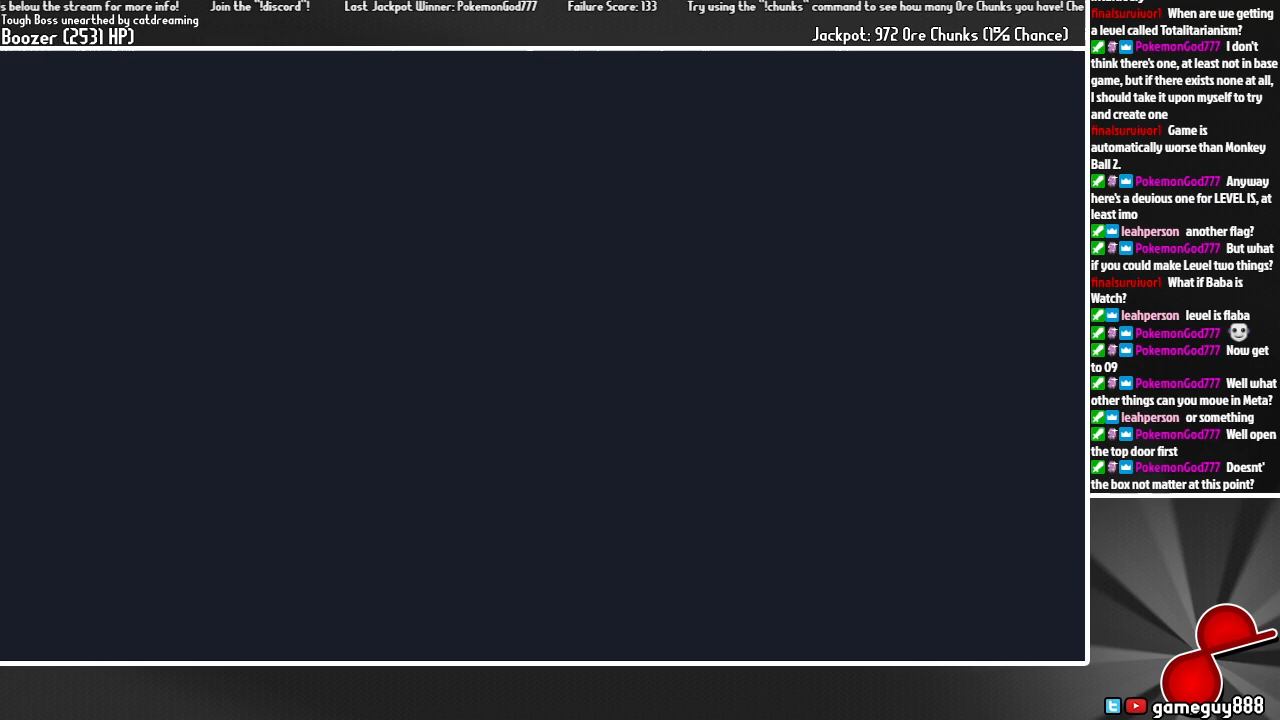 s below the stream for more info! Join the "!discord"! Last Jackpot Winner: PokemonGod777 Failure Score: 133 Try using the "!chunks" command to see how many Ore Chunks you have! Che
Tough Boss unearthed by catdreaming
Boozer (2531 HP) Jackpot: 972 Ore Chunks (1% Chance)
finalsurvivor1 When are we getting
a level called Totalitarianism?
PokemonGod777 I don't
think there's one, at least not in base
game, but if there exists none at all,
I should take it upon myself to try
and create one
finalsurvivor1 Game is
automatically worse than Monkey
Ball 2.
PokemonGod777 Anyway
here's a devious one for LEVEL IS, at
least imo
leahperson another flag?
PokemonGod777 But what
if you could make Level two things?
finalsurvivor1 What if Baba is
Watch?
leahperson level is flaba
PokemonGod777
PokemonGod777 Now get
to 09
PokemonGod777 Well what
other things can you move in Meta?
leahperson or something
PokemonGod777 Well open
the top door first
PokemonGod777 Doesnt'
the box not matter at this point?
gameguy888